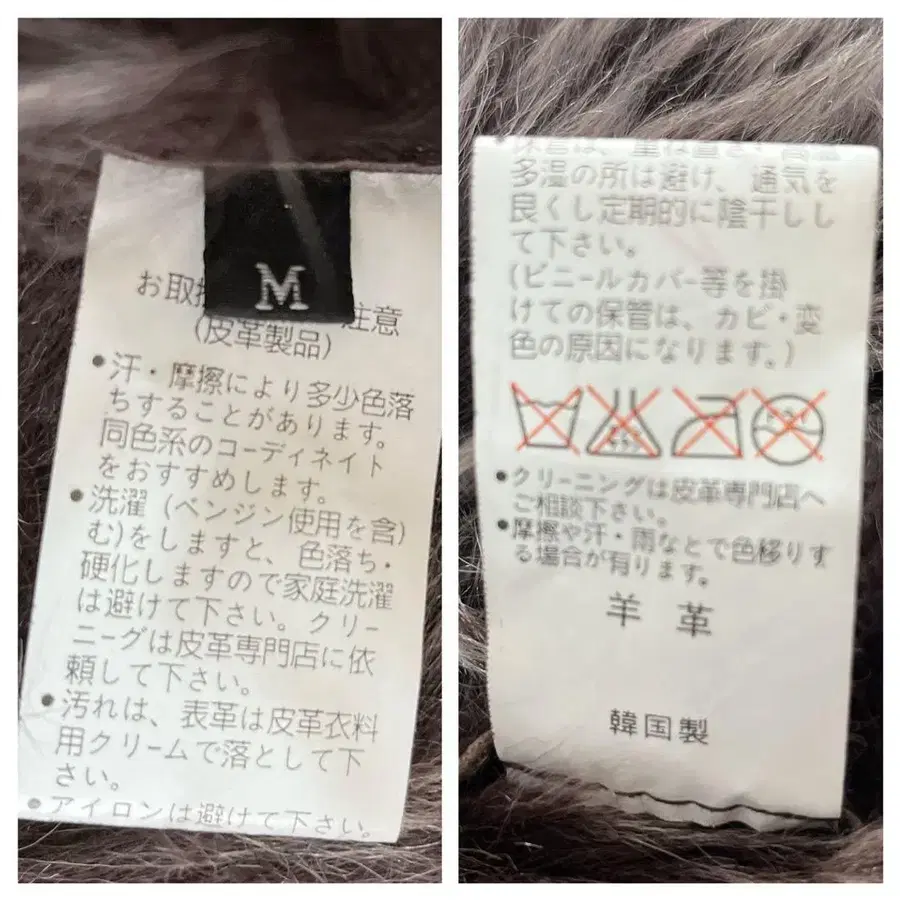 M
お取
注意
(皮革製品)
•汗・摩擦により多少色落
ちすることがあります。
同色系のコーディネイト
をおすすめします。
•洗濯(ベンジン使用を含
む)をしますと、色落ち・
硬化しますので家庭洗濯
は避けて下さい。クリー
ニーグは皮革専門店に依
頼して下さい。
•汚れは、表革は皮革衣料
用クリームで落として下
さい。
•アイロンは避けて下さい。
多湿の所は避け、通気を
良くし定期的に陰干しし
て下さい。
(ビニールカバー等を掛
けての保管は、カビ・変
色の原因になります。)
•クリーニングは皮革専門店へ
ご相談下さい。
•摩擦や汗・雨などで色移りす
る場合が有ります。
羊 革
韓国製